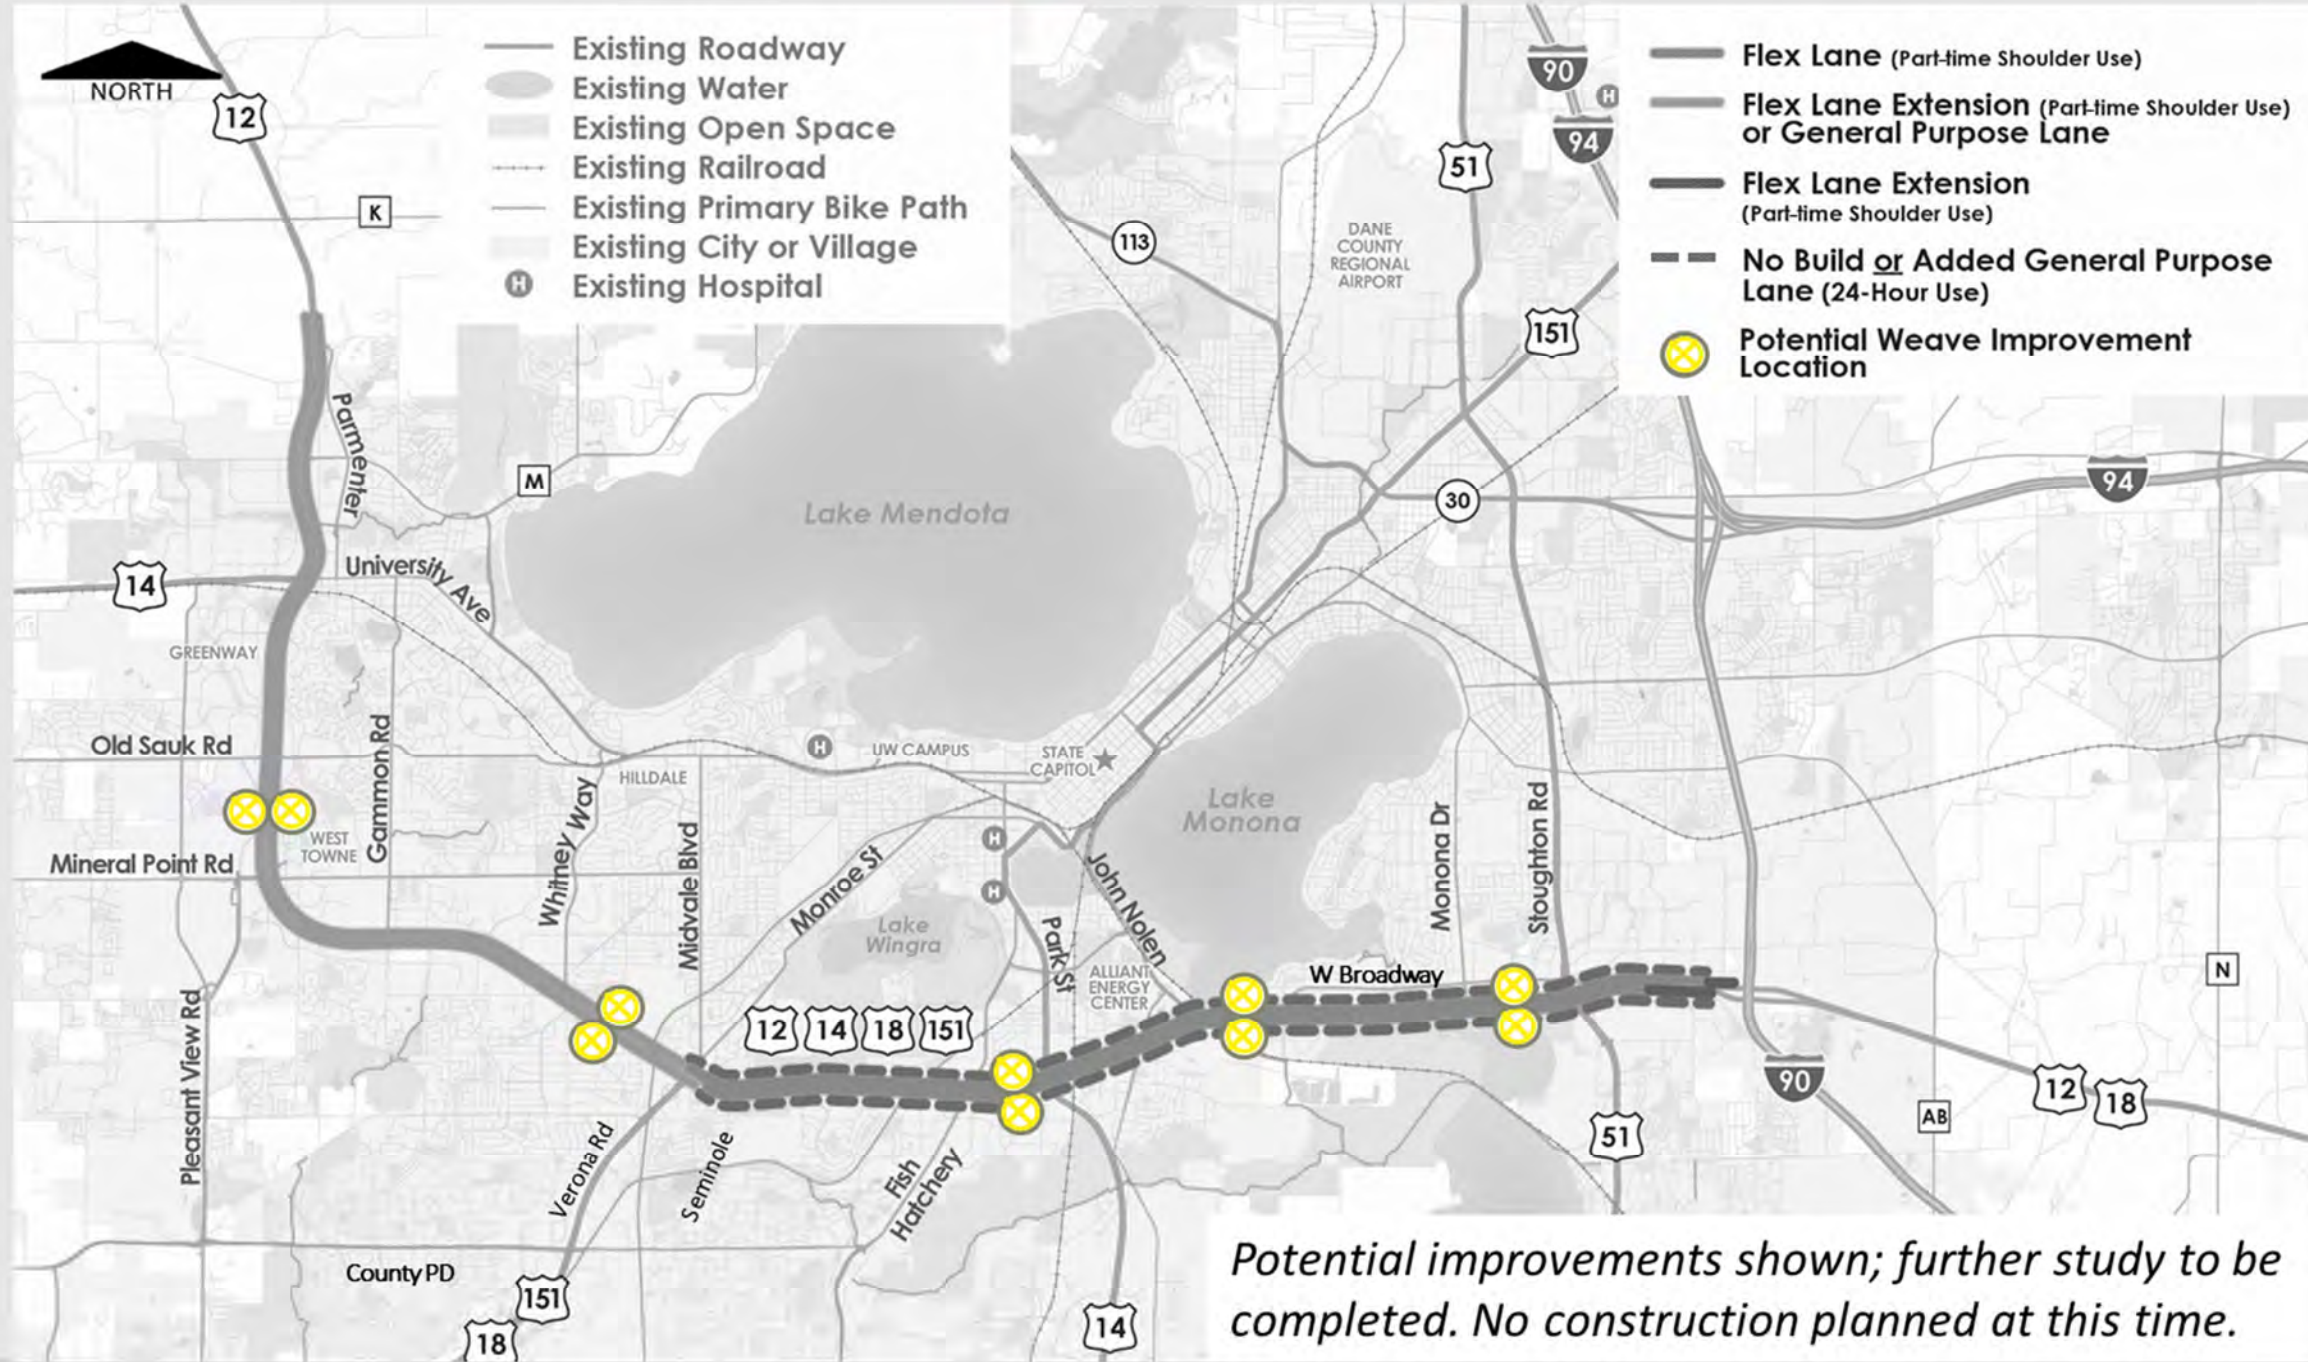 NORTH
12
K
Existing Roadway
Existing Water
Existing Open Space
Existing Railroad
Existing Primary Bike Path
Existing City or Village
H
Existing Hospital
113
DANE
COUNTY
REGIONAL
AIRPORT
51
90
H
94
151
Flex Lane (Part-time Shoulder Use)
Flex Lane Extension (Part-time Shoulder Use)
or General Purpose Lane
Flex Lane Extension
(Part-time Shoulder Use)
No Build or Added General Purpose
Lane (24-Hour Use)
Potential Weave Improvement
Location
Parmenter
M
Lake Mendota
30
94
14
University Ave
GREENWAY
Old Sauk Rd
Gammon Rd
WEST
TOWNE
Mineral Point Rd
Whitney Way
HILLDALE
Midvale Blvd
H
UW CAMPUS
STATE
CAPITOL
Monroe St
H
H
Lake
Wingra
Park St
John Nolen
ALLIANT
ENERGY
CENTER
Lake
Monona
Monona Dr
Stoughton Rd
W Broadway
N
Pleasant View Rd
12
14
18
151
90
12
18
AB
51
Verona Rd
Seminole
Fish
Hatchery
County PD
151
18
14
Potential improvements shown; further study to be
completed. No construction planned at this time.